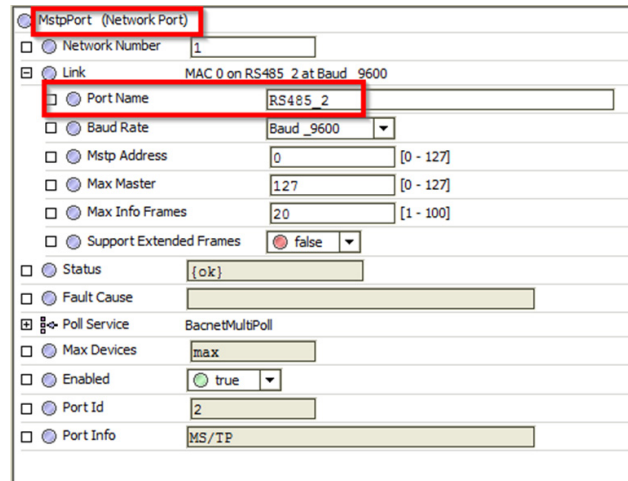 MstpPort (Network Port)
Network Number 1
Link MAC 0 on RS485_2 at Baud_9600
Port Name RS485_2
Baud Rate Baud _9600
Mstp Address 0 [0 - 127]
Max Master 127 [0 - 127]
Max Info Frames 20 [1 - 100]
Support Extended Frames false
Status {ok}
Fault Cause
Poll Service BacnetMultiPoll
Max Devices max
Enabled true
Port Id 2
Port Info MS/TP